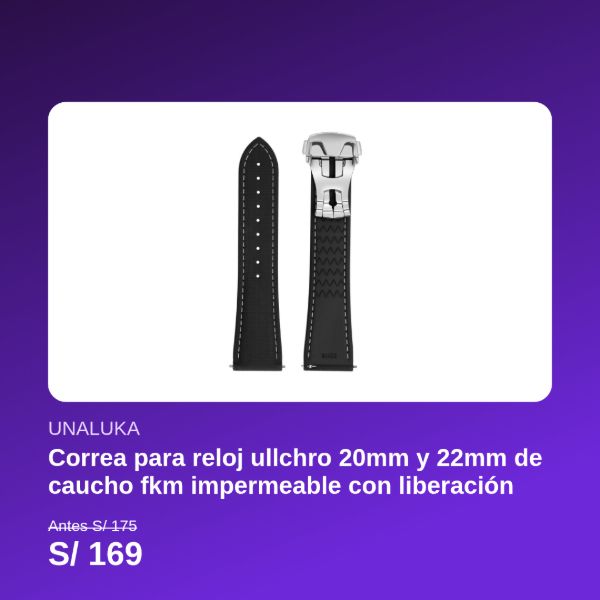 UNALUKA
Correa para reloj ullchro 20mm y 22mm de
caucho fkm impermeable con liberación
Antes S/ 175
S/ 169